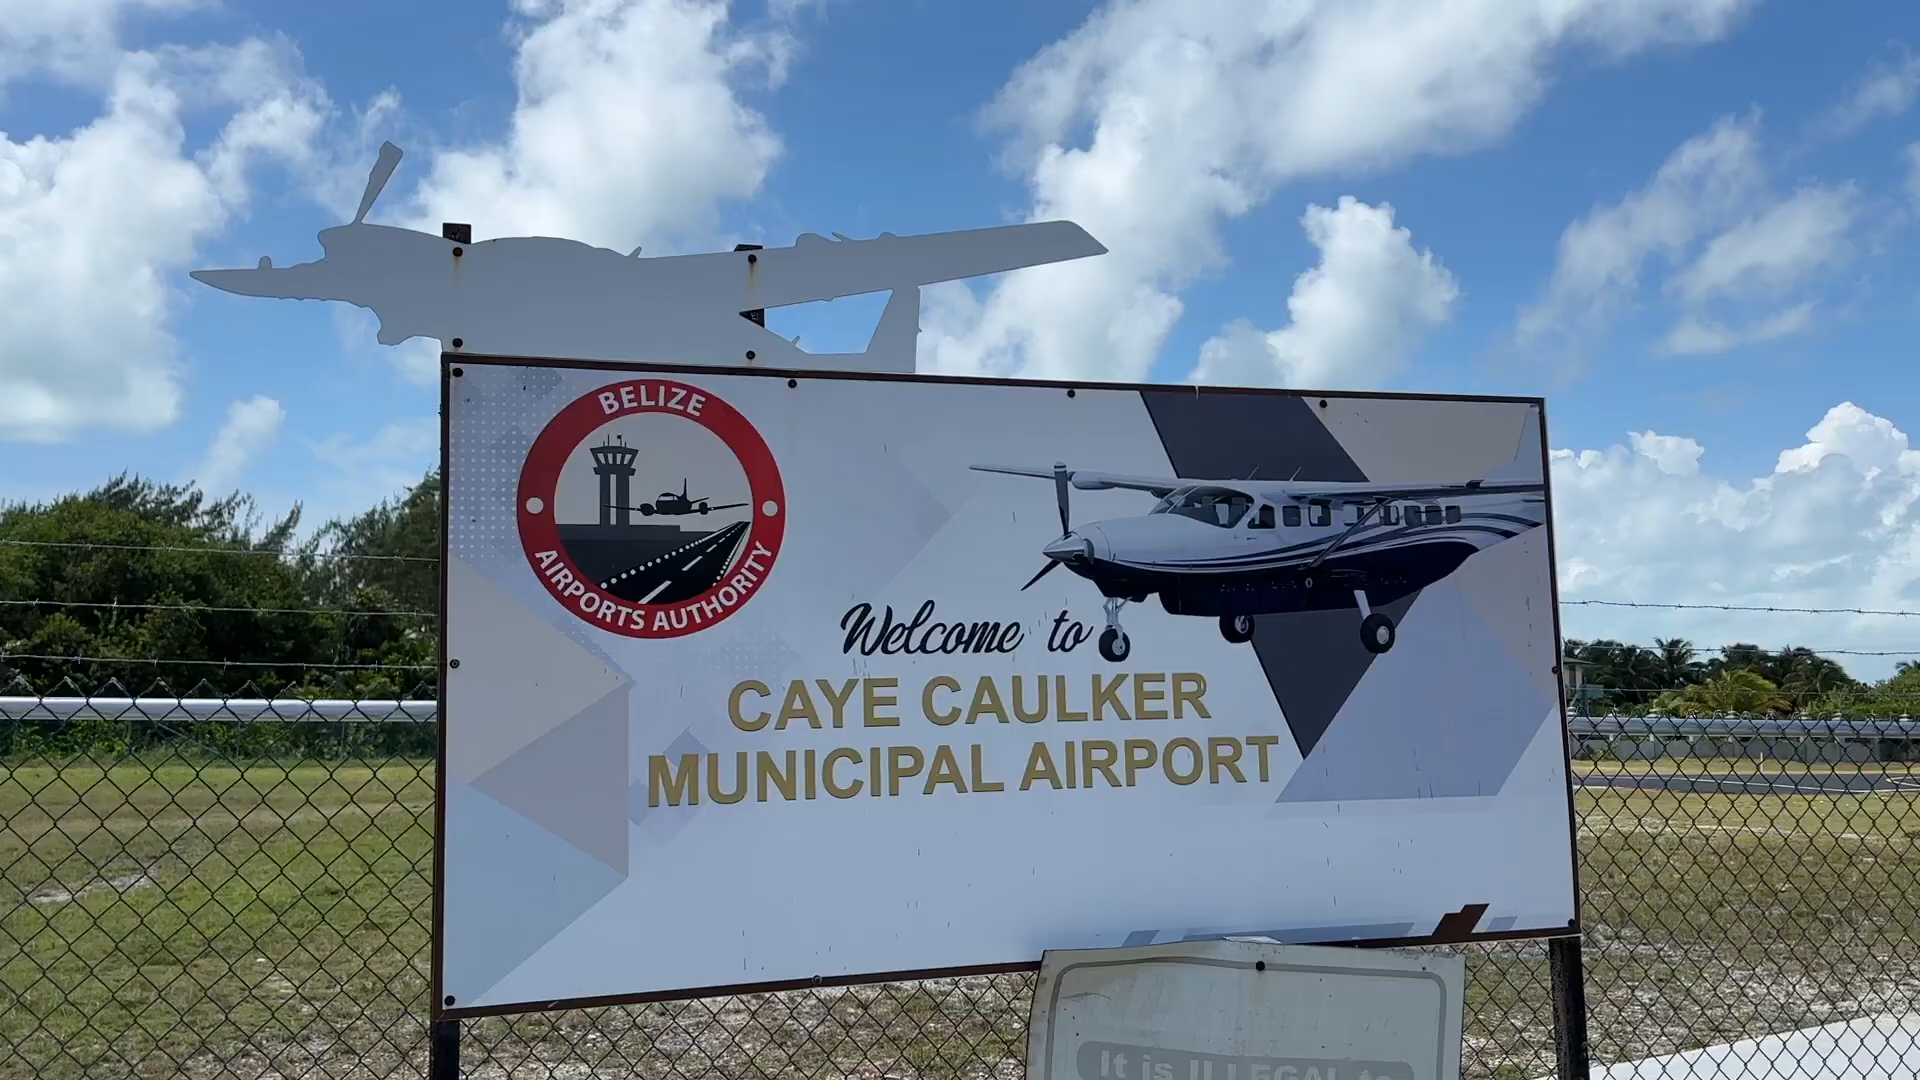 BELIZE
AIRPORTS AUTHORITY
Welcome to
CAYE CAULKER
MUNICIPAL AIRPORT
It is ILLEGAL to